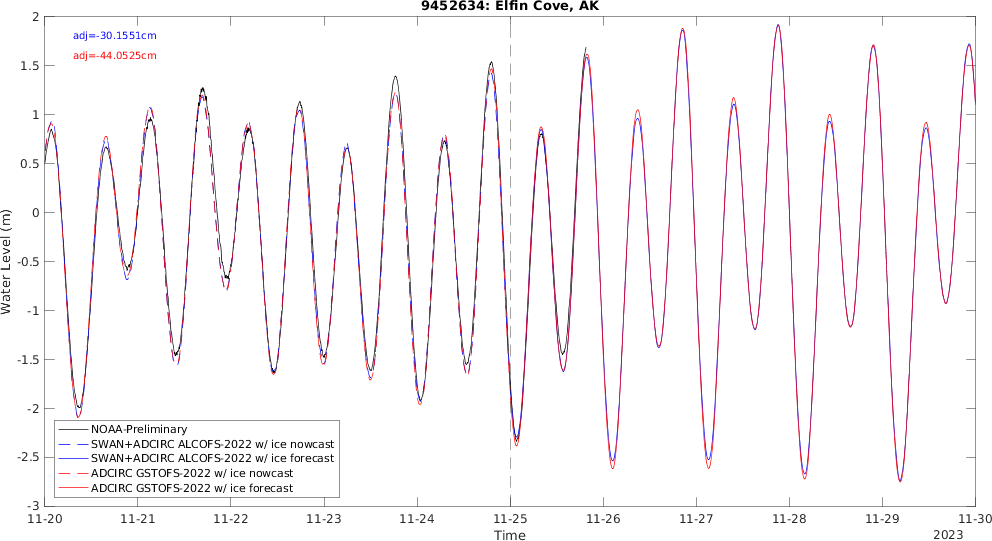 9452634: Elfin Cove, AK
adj=-30.1551cm
adj=-44.0525cm
2
1.5
1
0.5
0
-0.5
-1
-1.5
-2
-2.5
-3
Water Level (m)
NOAA-Preliminary
SWAN+ADCIRC ALCOFS-2022 w/ ice nowcast
SWAN+ADCIRC ALCOFS-2022 w/ ice forecast
ADCIRC GSTOFS-2022 w/ ice nowcast
ADCIRC GSTOFS-2022 w/ ice forecast
11-20 11-21 11-22 11-23 11-24 11-25 11-26 11-27 11-28 11-29 11-30
Time
2023